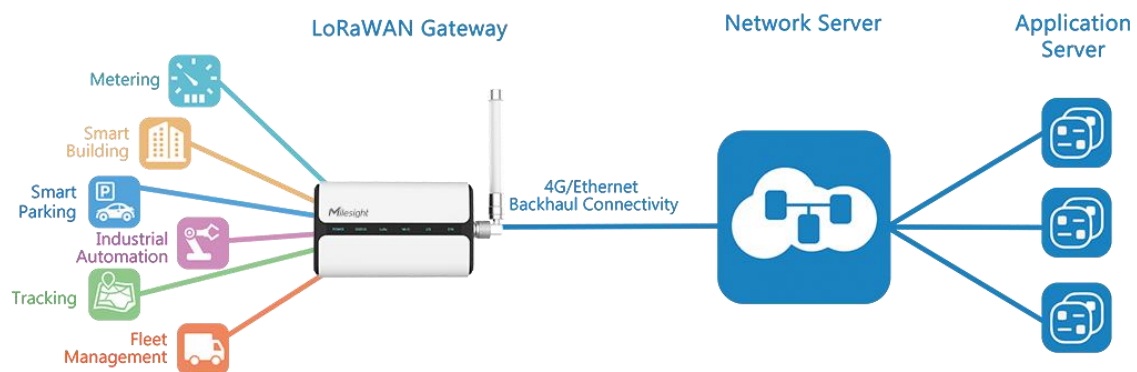 LoRaWAN Gateway
Network Server
Application
Server
Metering
Smart
Building
Smart
Parking
P
Industrial
Automation
Tracking
Fleet
Management
Milesight
4G/Ethernet
Backhaul Connectivity